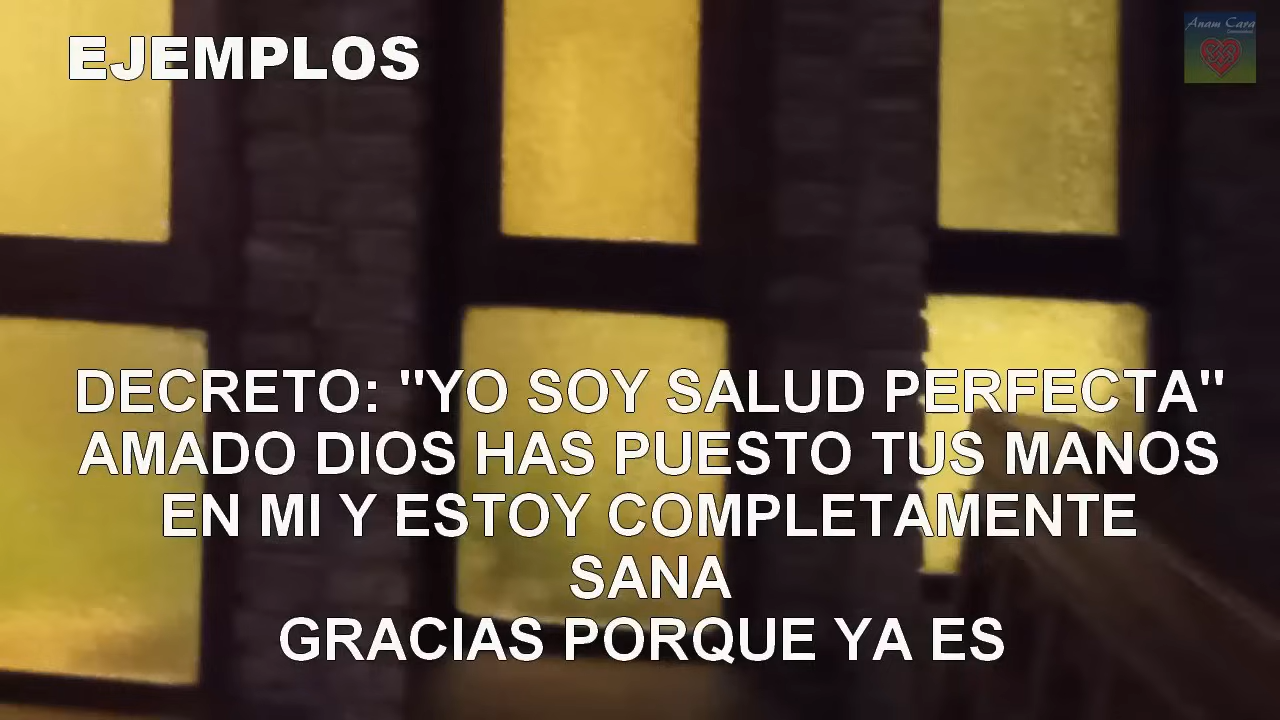 EJEMPLOS
Anam Cara
DECRETO: "YO SOY SALUD PERFECTA"
AMADO DIOS HAS PUESTO TUS MANOS
EN MI Y ESTOY COMPLETAMENTE
SANA
GRACIAS PORQUE YA ES